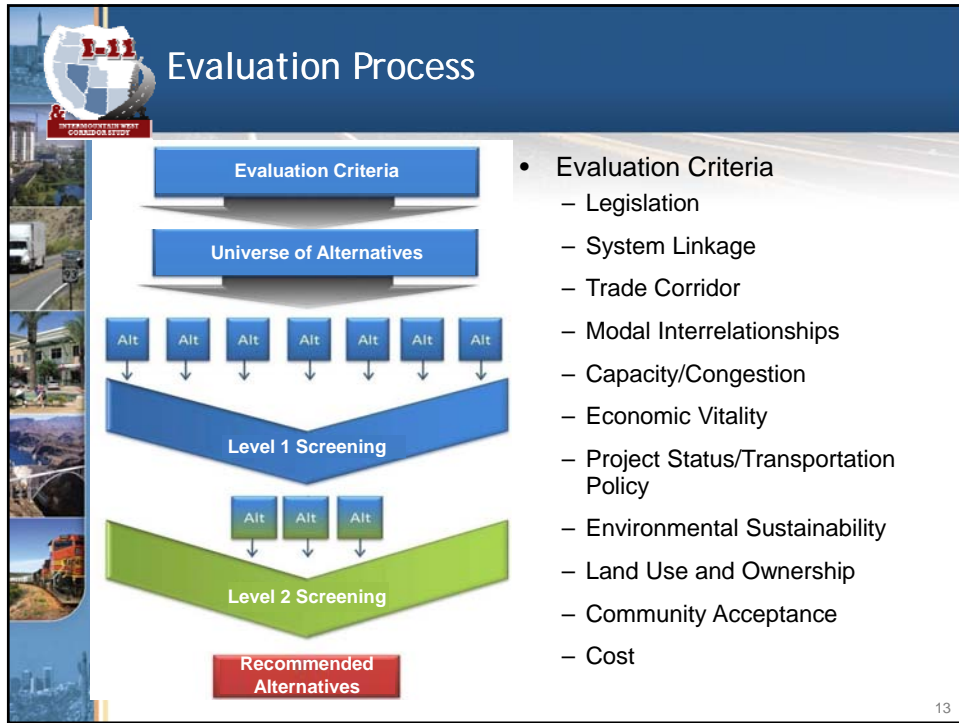 I-11
&
INTERMOUNTAIN WEST
CORRIDOR STUDY
Evaluation Process
Evaluation Criteria
Universe of Alternatives
Alt Alt Alt Alt Alt Alt Alt
Level 1 Screening
Alt Alt Alt
Level 2 Screening
Recommended
Alternatives
• Evaluation Criteria
– Legislation
– System Linkage
– Trade Corridor
– Modal Interrelationships
– Capacity/Congestion
– Economic Vitality
– Project Status/Transportation
Policy
– Environmental Sustainability
– Land Use and Ownership
– Community Acceptance
– Cost
13